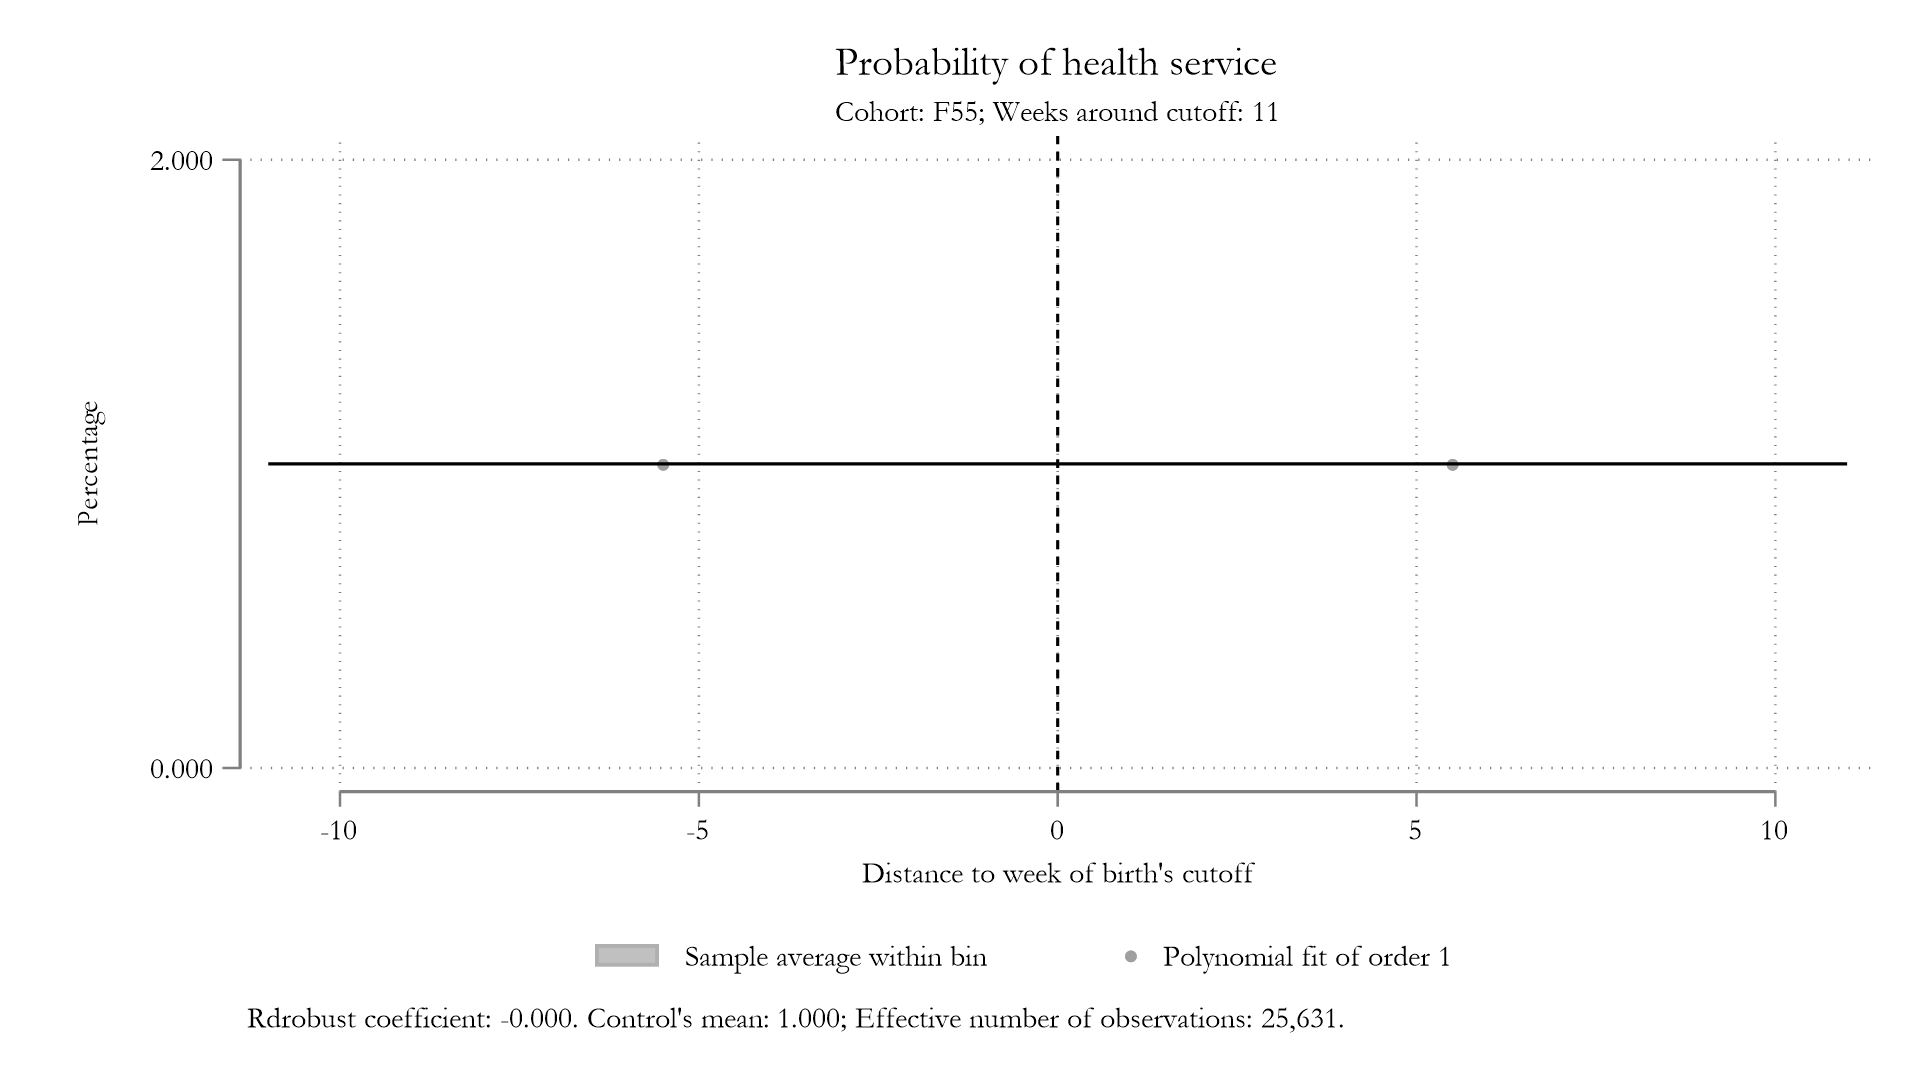 Probability of health service
Cohort: F55; Weeks around cutoff: 11
2.000
0.000
Percentage
-10 -5 0 5 10
Distance to week of birth's cutoff
Sample average within bin Polynomial fit of order 1
Rdrobust coefficient: -0.000. Control's mean: 1.000; Effective number of observations: 25,631.